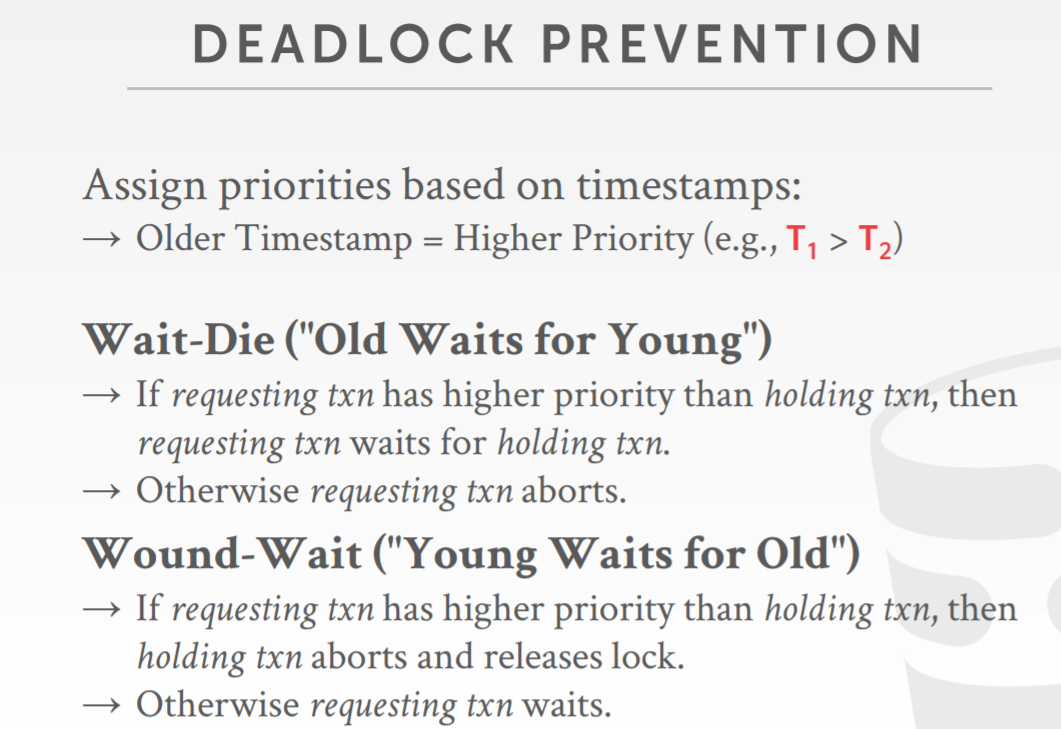 DEADLOCK PREVENTION
Assign priorities based on timestamps:
→ Older Timestamp = Higher Priority (e.g., T₁ > T₂)
Wait-Die ("Old Waits for Young")
→ If requesting txn has higher priority than holding txn, then
requesting txn waits for holding txn.
→ Otherwise requesting txn aborts.
Wound-Wait ("Young Waits for Old")
→ If requesting txn has higher priority than holding txn, then
holding txn aborts and releases lock.
→ Otherwise requesting txn waits.